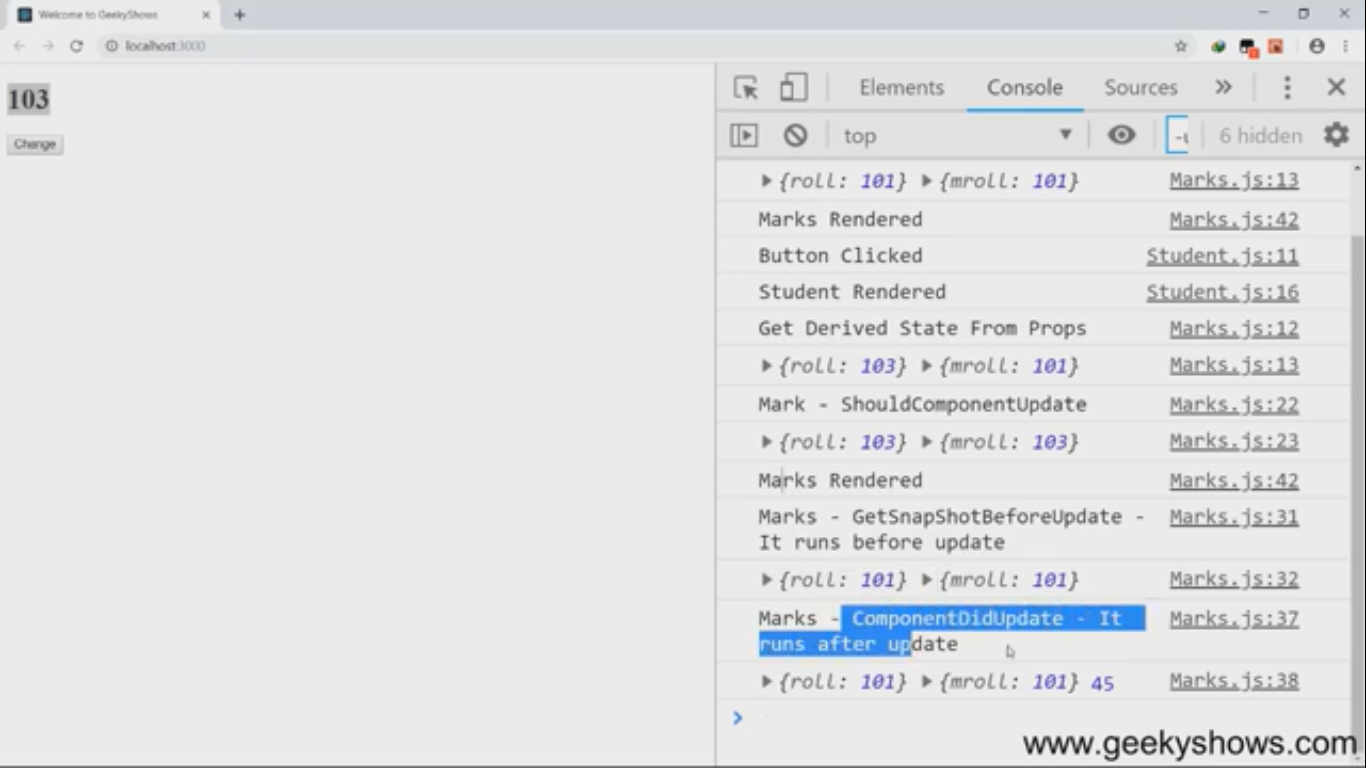 Welcome to GeekyShows
localhost:3000
103
Change
Elements Console Sources
top 6 hidden
{roll: 101} {mroll: 101} Marks.js:13
Marks Rendered Marks.js:42
Button Clicked Student.js:11
Student Rendered Student.js:16
Get Derived State From Props Marks.js:12
{roll: 103} {mroll: 101} Marks.js:13
Mark - ShouldComponentUpdate Marks.js:22
{roll: 103} {mroll: 103} Marks.js:23
Marks Rendered Marks.js:42
Marks - GetSnapShotBeforeUpdate - Marks.js:31
It runs before update
{roll: 101} {mroll: 101} Marks.js:32
Marks - ComponentDidUpdate - It Marks.js:37
runs after update
{roll: 101} {mroll: 101} 45 Marks.js:38
www.geekyshows.com